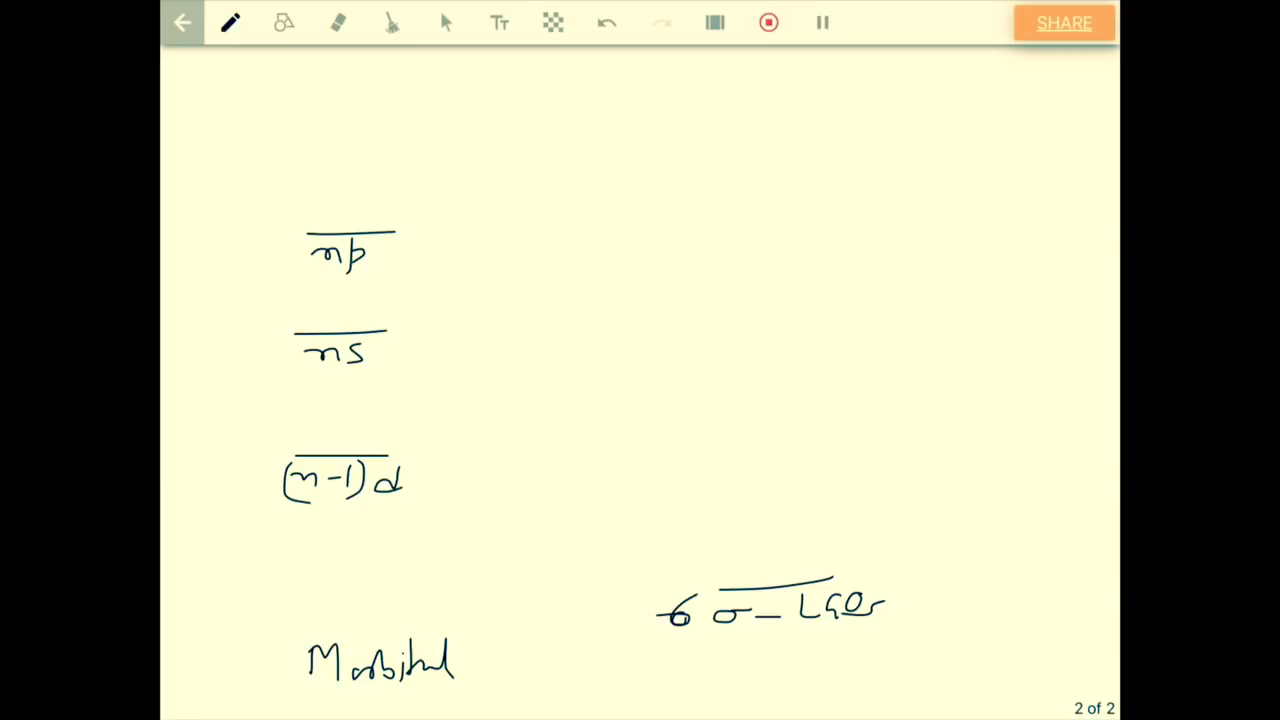 SHARE
np
ns
(n-1)d
6 σ- LGOs
M orbital
2 of 2